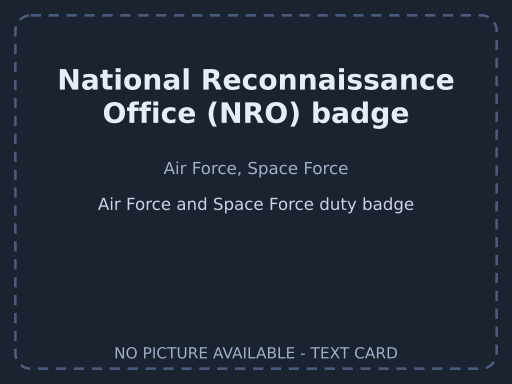 National Reconnaissance
Office (NRO) badge
Air Force, Space Force
Air Force and Space Force duty badge
NO PICTURE AVAILABLE - TEXT CARD